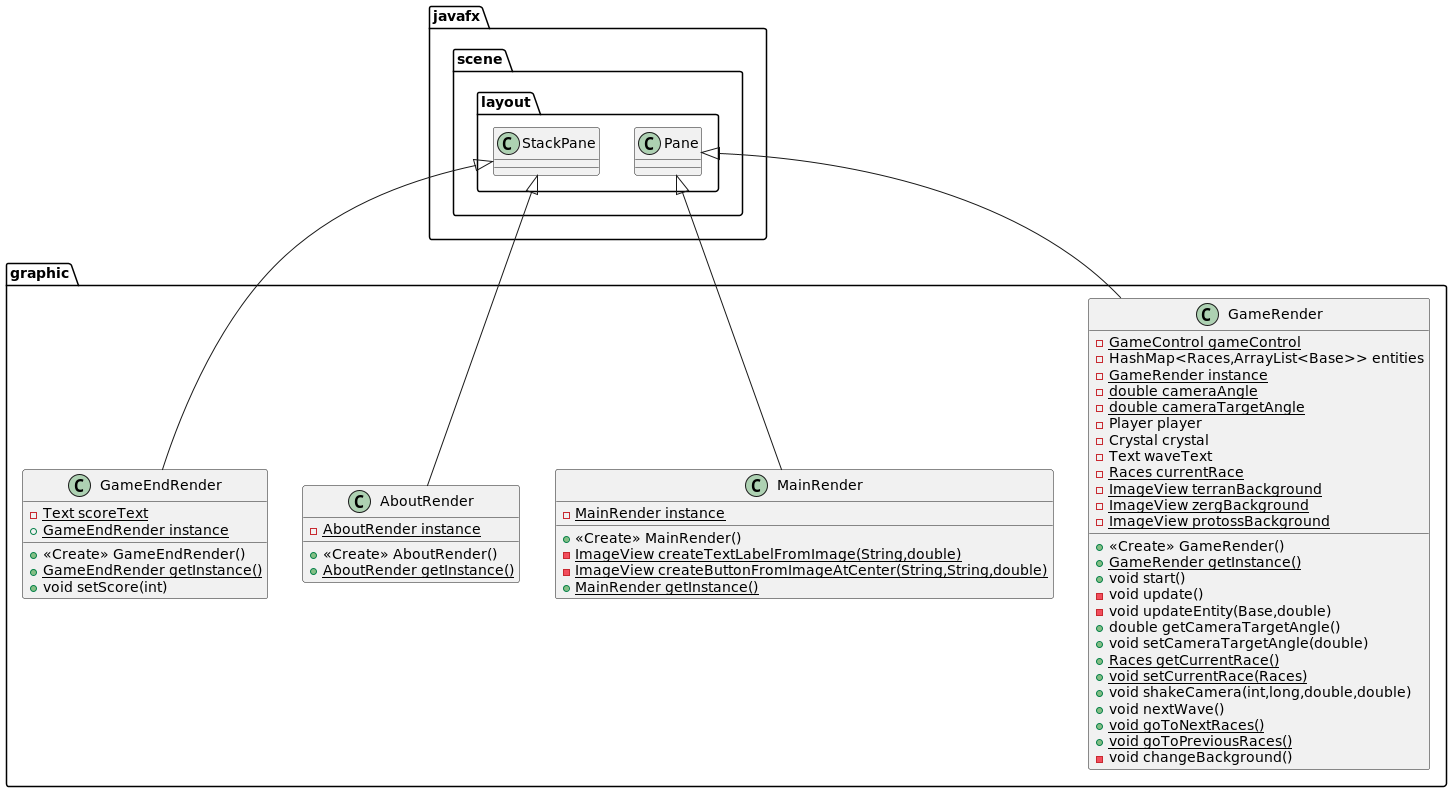 javafx
scene
layout
C StackPane
C Pane
graphic
C GameRender
GameControl gameControl
HashMap<Races,ArrayList<Base>> entities
GameRender instance
double cameraAngle
double cameraTargetAngle
Player player
Crystal crystal
Text waveText
Races currentRace
ImageView terranBackground
ImageView zergBackground
ImageView protossBackground
«Create» GameRender()
GameRender getInstance()
void start()
void update()
void updateEntity(Base,double)
double getCameraTargetAngle()
void setCameraTargetAngle(double)
Races getCurrentRace()
void setCurrentRace(Races)
void shakeCamera(int,long,double,double)
void nextWave()
void goToNextRaces()
void goToPreviousRaces()
void changeBackground()
C GameEndRender
Text scoreText
GameEndRender instance
«Create» GameEndRender()
GameEndRender getInstance()
void setScore(int)
C AboutRender
AboutRender instance
«Create» AboutRender()
AboutRender getInstance()
C MainRender
MainRender instance
«Create» MainRender()
ImageView createTextLabelFromImage(String,double)
ImageView createButtonFromImageAtCenter(String,String,double)
MainRender getInstance()